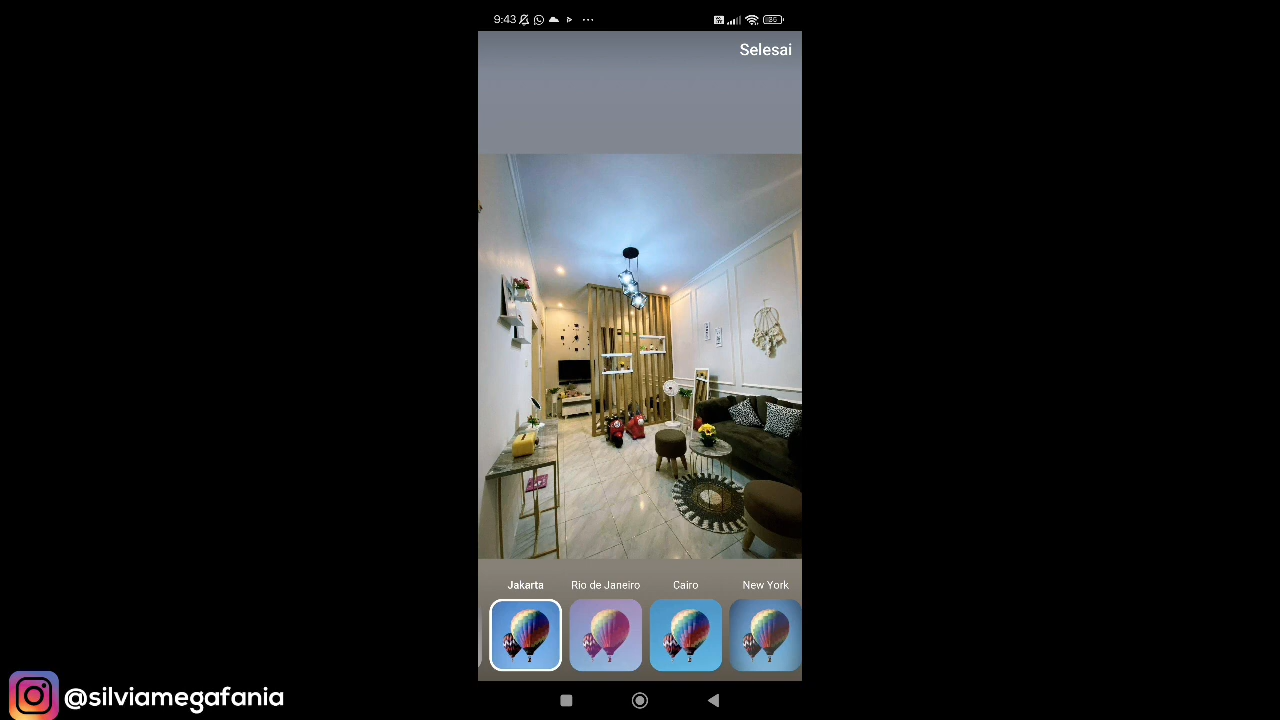 9:43
Selesai
Jakarta
Rio de Janeiro
Cairo
New York
@silviamegafania